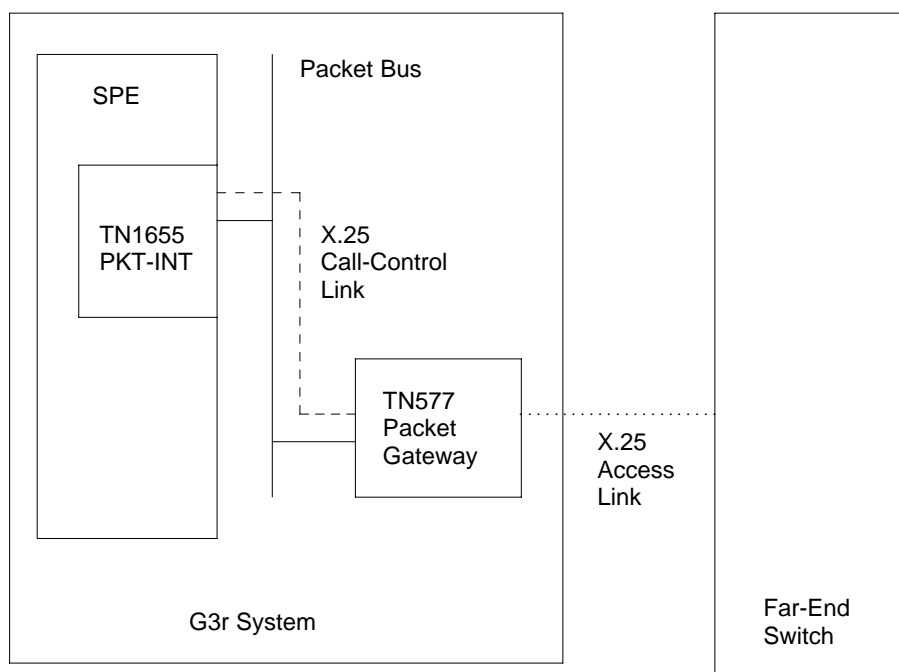 Packet Bus
SPE
TN1655
PKT-INT
X.25
Call-Control
Link
TN577
Packet
Gateway
X.25
Access
Link
G3r System
Far-End
Switch